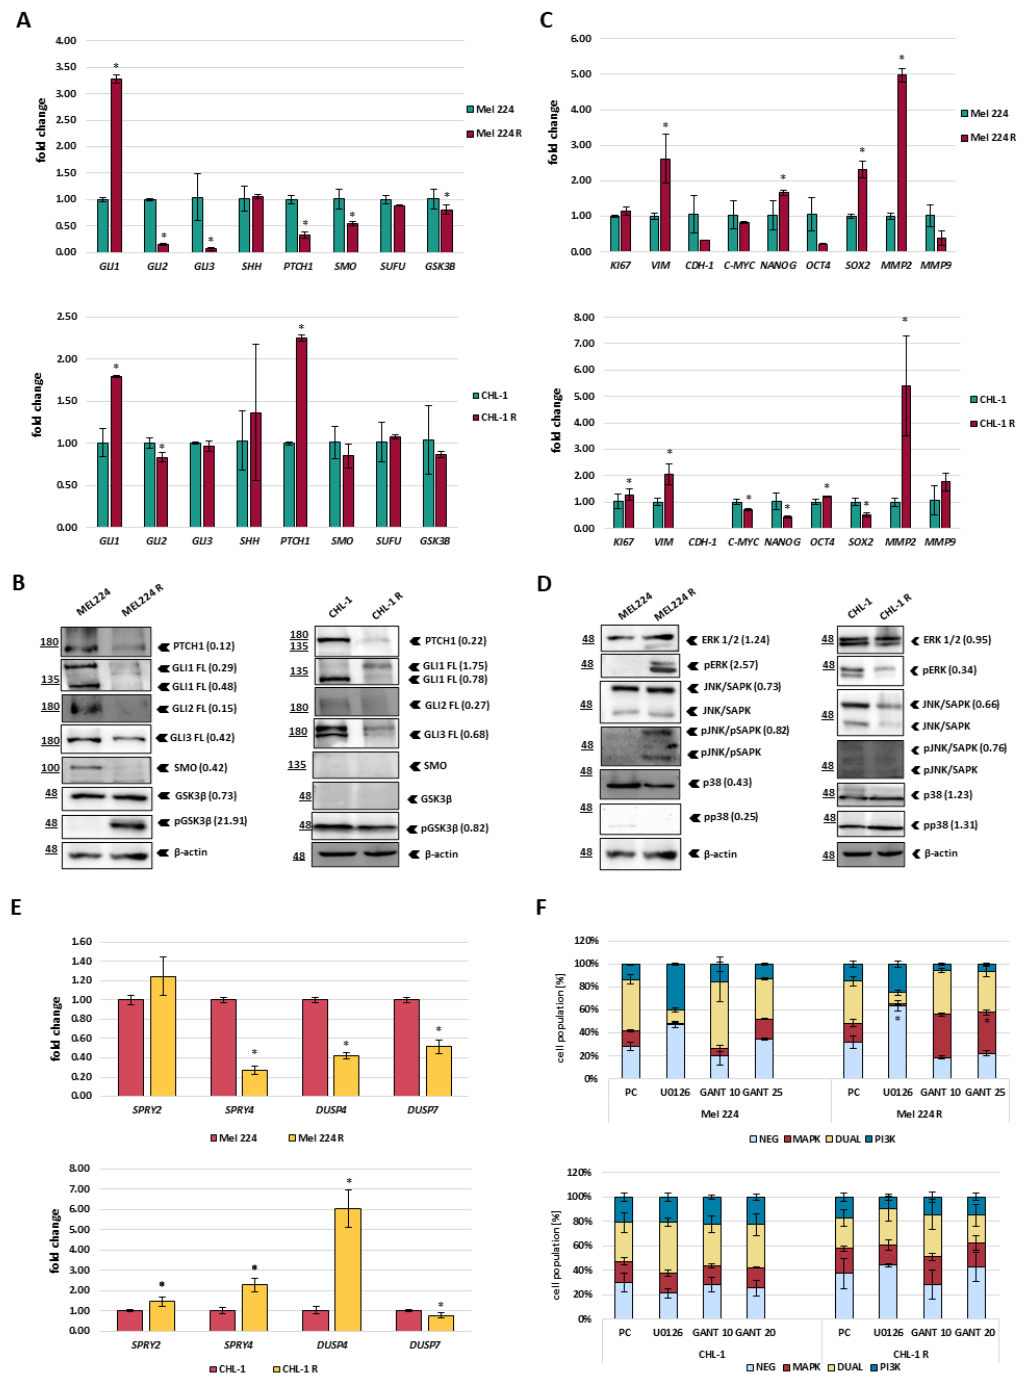 A
4.00
3.50
3.00
2.50
2.00
1.50
1.00
0.50
0.00
fold change
*
*
*
*
*
*
GLI1 GLI2 GLI3 SHH PTCH1 SMO SUFU GSK3B
Mel 224
Mel 224 R
2.50
2.00
1.50
1.00
0.50
0.00
fold change
*
*
*
GLI1 GLI2 GLI3 SHH PTCH1 SMO SUFU GSK3B
CHL-1
CHL-1 R
C
6.00
5.00
4.00
3.00
2.00
1.00
0.00
fold change
*
*
*
*
KI67 VIM CDH-1 C-MYC NANOG OCT4 SOX2 MMP2 MMP9
Mel 224
Mel 224 R
8.00
7.00
6.00
5.00
4.00
3.00
2.00
1.00
0.00
fold change
*
*
*
*
*
*
*
KI67 VIM CDH-1 C-MYC NANOG OCT4 SOX2 MMP2 MMP9
CHL-1
CHL-1 R
B
MEL224 MEL224 R
180 PTCH1 (0.12)
GLI1 FL (0.29)
135 GLI1 FL (0.48)
180 GLI2 FL (0.15)
180 GLI3 FL (0.42)
100 SMO (0.42)
48 GSK3β (0.73)
48 pGSK3β (21.91)
48 β-actin
CHL-1 CHL-1 R
180
135 PTCH1 (0.22)
GLI1 FL (1.75)
135 GLI1 FL (0.78)
180 GLI2 FL (0.27)
180 GLI3 FL (0.68)
135 SMO
48 GSK3β
48 pGSK3β (0.82)
48 β-actin
D
MEL224 MEL224 R
48 ERK 1/2 (1.24)
48 pERK (2.57)
JNK/SAPK (0.73)
48 JNK/SAPK
pJNK/pSAPK (0.82)
48 pJNK/pSAPK
48 p38 (0.43)
48 pp38 (0.25)
48 β-actin
CHL-1 CHL-1 R
48 ERK 1/2 (0.95)
48 pERK (0.34)
JNK/SAPK (0.66)
48 JNK/SAPK
pJNK/SAPK (0.76)
48 pJNK/SAPK
48 p38 (1.23)
48 pp38 (1.31)
48 β-actin
E
1.60
1.40
1.20
1.00
0.80
0.60
0.40
0.20
0.00
fold change
*
*
*
SPRY2 SPRY4 DUSP4 DUSP7
Mel 224 Mel 224 R
8.00
7.00
6.00
5.00
4.00
3.00
2.00
1.00
0.00
fold change
*
*
*
*
SPRY2 SPRY4 DUSP4 DUSP7
CHL-1 CHL-1 R
F
120%
100%
80%
60%
40%
20%
0%
cell population [%]
*
*
PC U0126 GANT 10 GANT 25 PC U0126 GANT 10 GANT 25
Mel 224 Mel 224 R
NEG MAPK DUAL PI3K
120%
100%
80%
60%
40%
20%
0%
cell population [%]
PC U0126 GANT 10 GANT 20 PC U0126 GANT 10 GANT 20
CHL-1 CHL-1 R
NEG MAPK DUAL PI3K